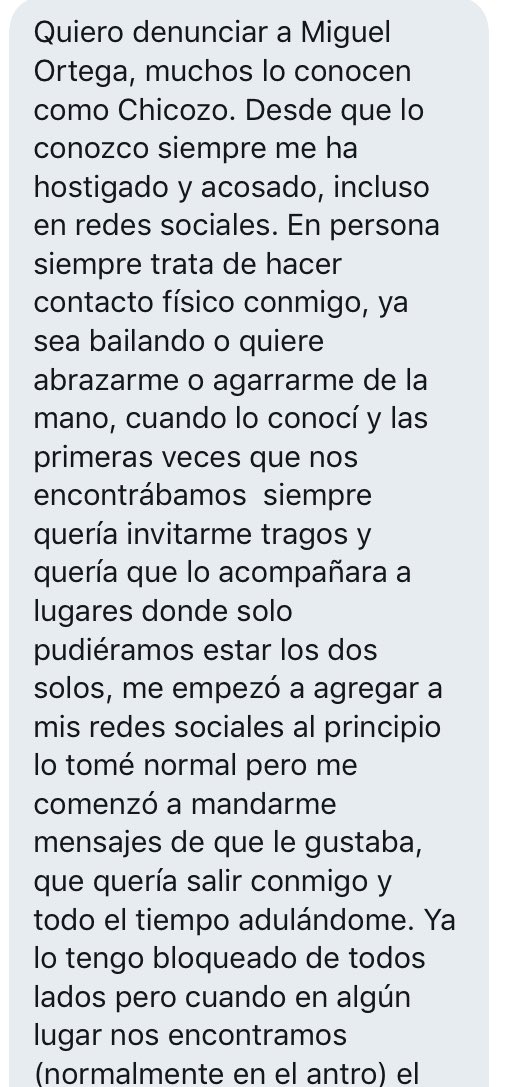 Quiero denunciar a Miguel
Ortega, muchos lo conocen
como Chicozo. Desde que lo
conozco siempre me ha
hostigado y acosado, incluso
en redes sociales. En persona
siempre trata de hacer
contacto físico conmigo, ya
sea bailando o quiere
abrazarme o agarrarme de la
mano, cuando lo conocí y las
primeras veces que nos
encontrábamos  siempre
quería invitarme tragos y
quería que lo acompañara a
lugares donde solo
pudiéramos estar los dos
solos, me empezó a agregar a
mis redes sociales al principio
lo tomé normal pero me
comenzó a mandarme
mensajes de que le gustaba,
que quería salir conmigo y
todo el tiempo adulándome. Ya
lo tengo bloqueado de todos
lados pero cuando en algún
lugar nos encontramos
(normalmente en el antro) el